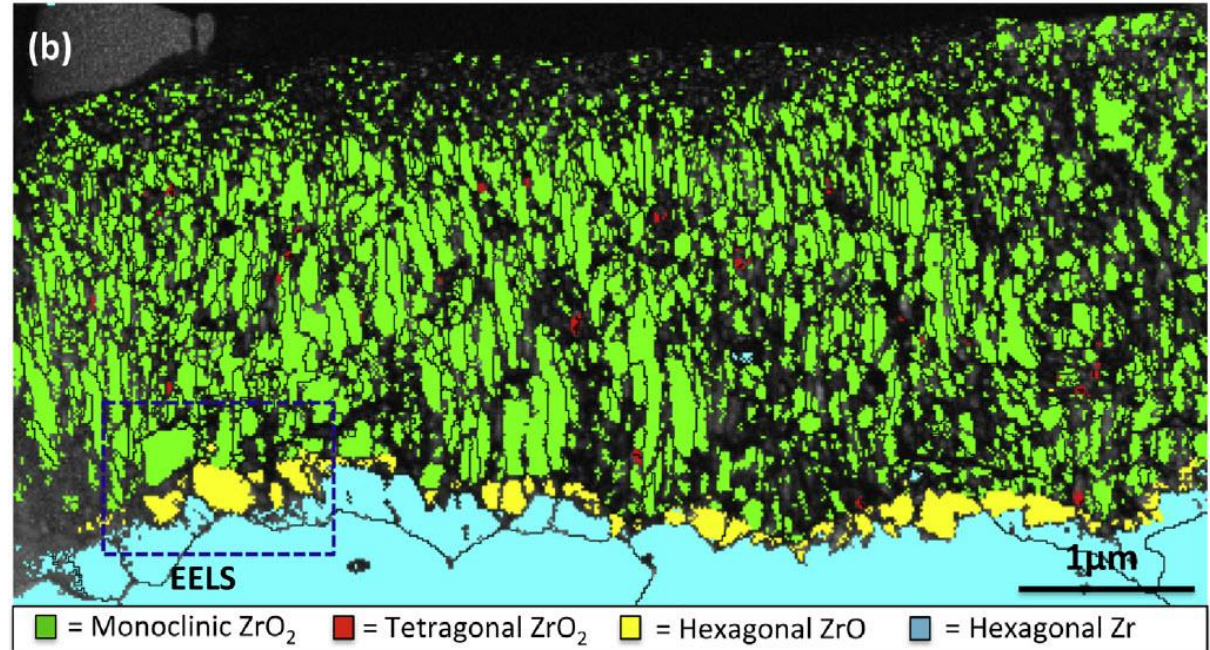 (b)
EELS
1μm
= Monoclinic ZrO₂ = Tetragonal ZrO₂ = Hexagonal ZrO = Hexagonal Zr